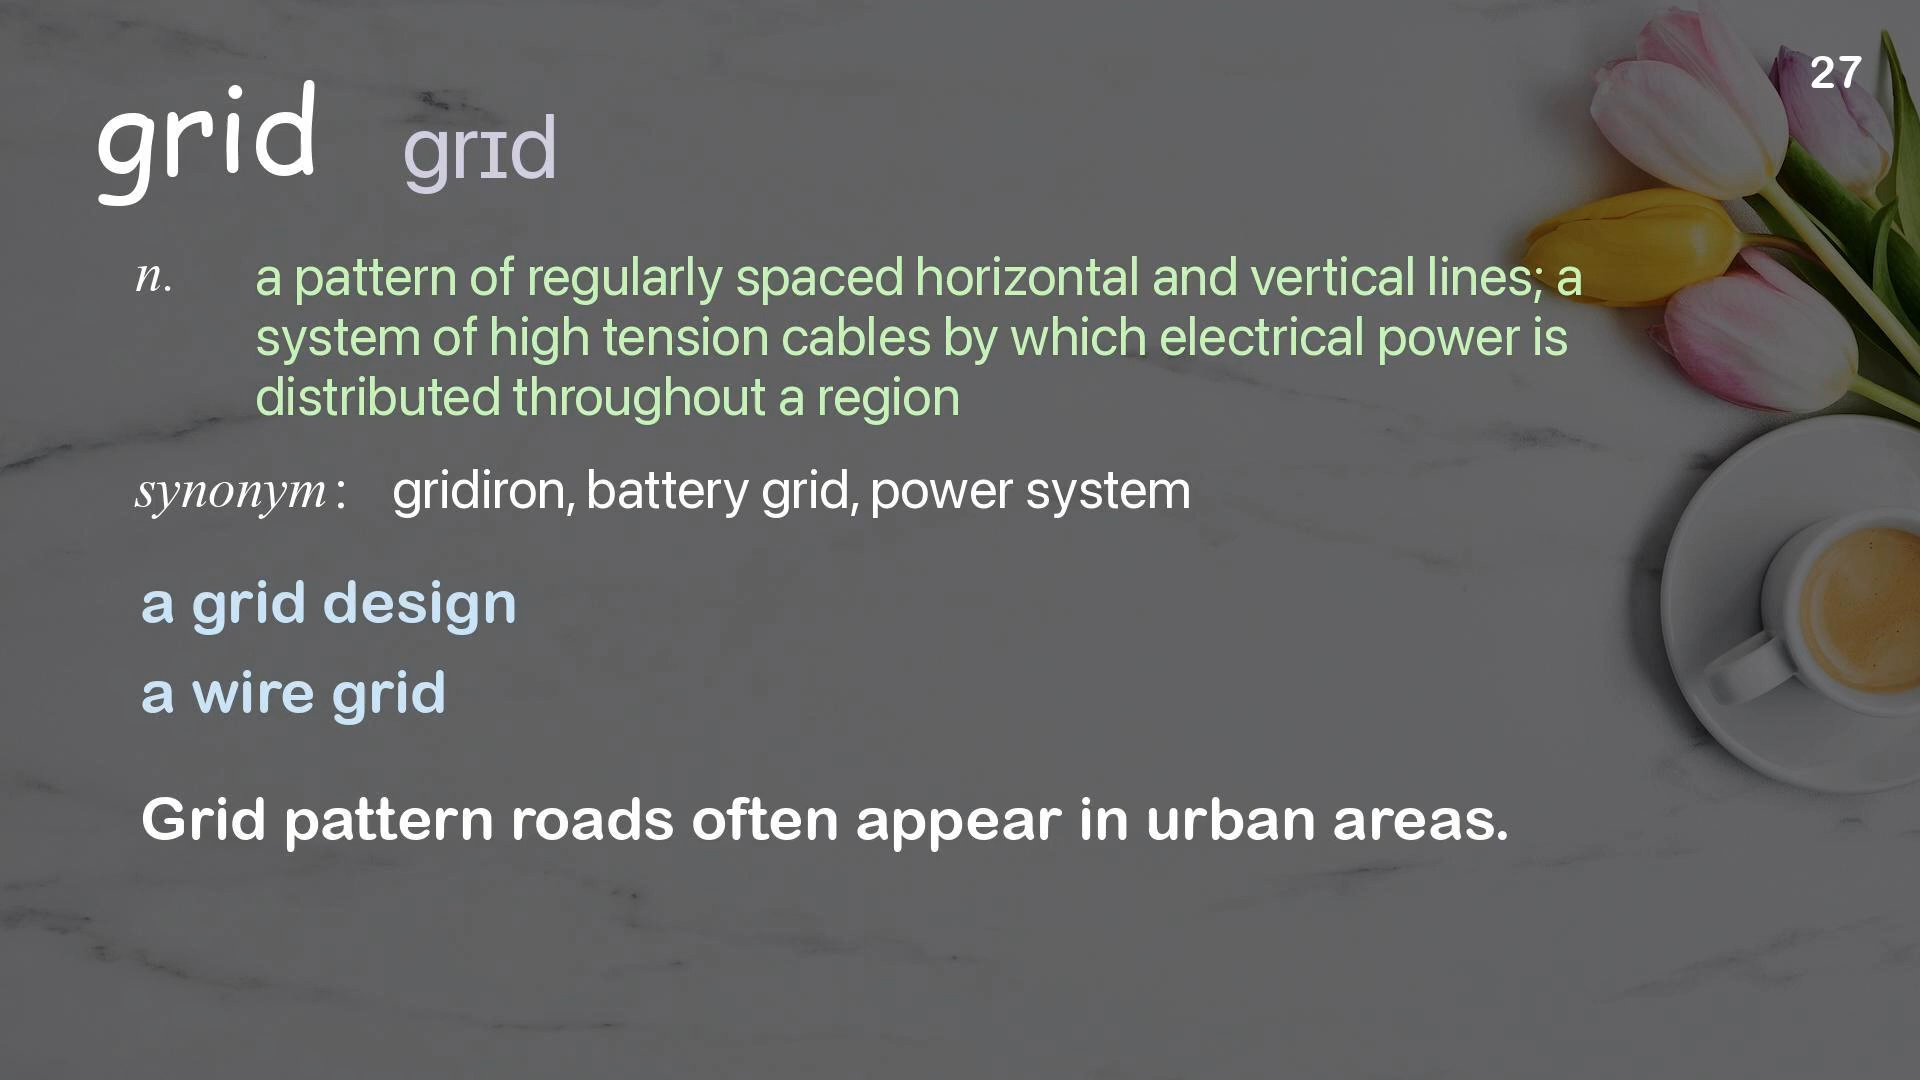 27
grid grɪd
n. a pattern of regularly spaced horizontal and vertical lines; a
system of high tension cables by which electrical power is
distributed throughout a region
synonym: gridiron, battery grid, power system
a grid design
a wire grid
Grid pattern roads often appear in urban areas.